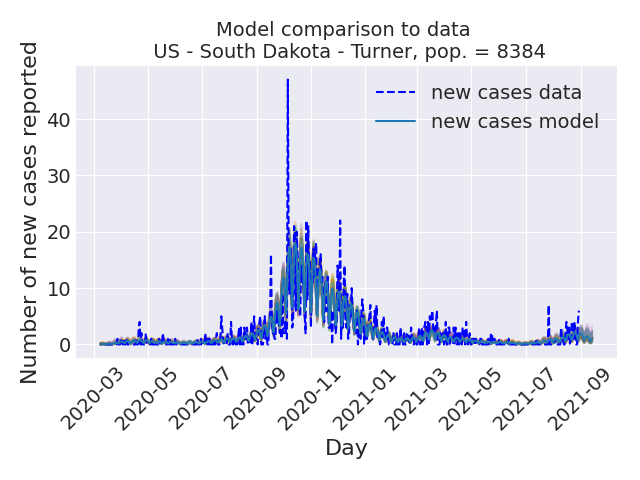 Model comparison to data
US - South Dakota - Turner, pop. = 8384
Number of new cases reported
new cases data
new cases model
40
30
20
10
0
2020-03
2020-05
2020-07
2020-09
2020-11
2021-01
2021-03
2021-05
2021-07
2021-09
Day